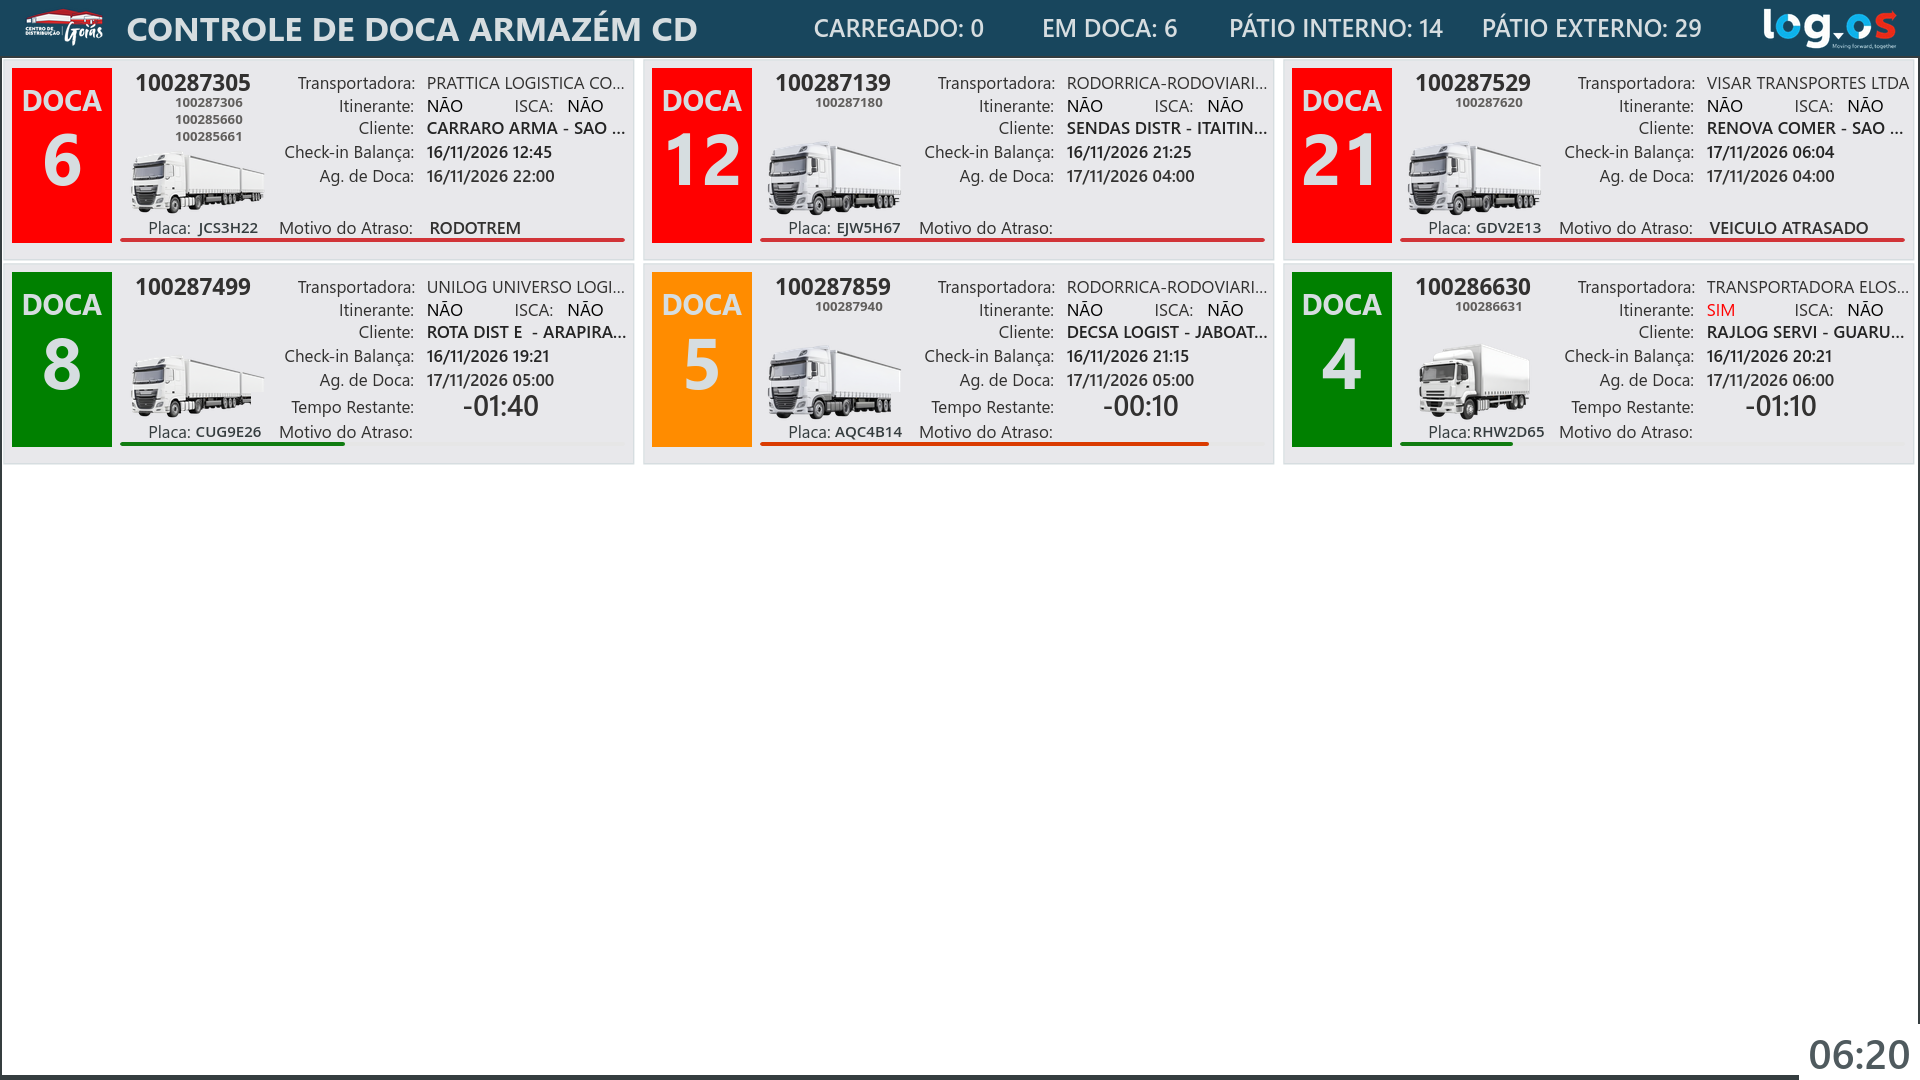 CENTRO DE DISTRIBUIÇÃO Goiás
CONTROLE DE DOCA ARMAZÉM CD
CARREGADO: 0
EM DOCA: 6
PÁTIO INTERNO: 14
PÁTIO EXTERNO: 29
log.os
Moving forward, together
DOCA
6
100287305
100287306
100285660
100285661
Transportadora: PRATTICA LOGISTICA CO...
Itinerante: NÃO ISCA: NÃO
Cliente: CARRARO ARMA - SAO ...
Check-in Balança: 16/11/2026 12:45
Ag. de Doca: 16/11/2026 22:00
Placa: JCS3H22 Motivo do Atraso: RODOTREM
DOCA
12
100287139
100287180
Transportadora: RODORRICA-RODOVIARI...
Itinerante: NÃO ISCA: NÃO
Cliente: SENDAS DISTR - ITAITIN...
Check-in Balança: 16/11/2026 21:25
Ag. de Doca: 17/11/2026 04:00
Placa: EJW5H67 Motivo do Atraso:
DOCA
21
100287529
100287620
Transportadora: VISAR TRANSPORTES LTDA
Itinerante: NÃO ISCA: NÃO
Cliente: RENOVA COMER - SAO ...
Check-in Balança: 17/11/2026 06:04
Ag. de Doca: 17/11/2026 04:00
Placa: GDV2E13 Motivo do Atraso: VEICULO ATRASADO
DOCA
8
100287499
Transportadora: UNILOG UNIVERSO LOGI...
Itinerante: NÃO ISCA: NÃO
Cliente: ROTA DIST E - ARAPIRA...
Check-in Balança: 16/11/2026 19:21
Ag. de Doca: 17/11/2026 05:00
Tempo Restante: -01:40
Placa: CUG9E26 Motivo do Atraso:
DOCA
5
100287859
100287940
Transportadora: RODORRICA-RODOVIARI...
Itinerante: NÃO ISCA: NÃO
Cliente: DECSA LOGIST - JABOAT...
Check-in Balança: 16/11/2026 21:15
Ag. de Doca: 17/11/2026 05:00
Tempo Restante: -00:10
Placa: AQC4B14 Motivo do Atraso:
DOCA
4
100286630
100286631
Transportadora: TRANSPORTADORA ELOS...
Itinerante: SIM ISCA: NÃO
Cliente: RAJLOG SERVI - GUARU...
Check-in Balança: 16/11/2026 20:21
Ag. de Doca: 17/11/2026 06:00
Tempo Restante: -01:10
Placa: RHW2D65 Motivo do Atraso:
06:20